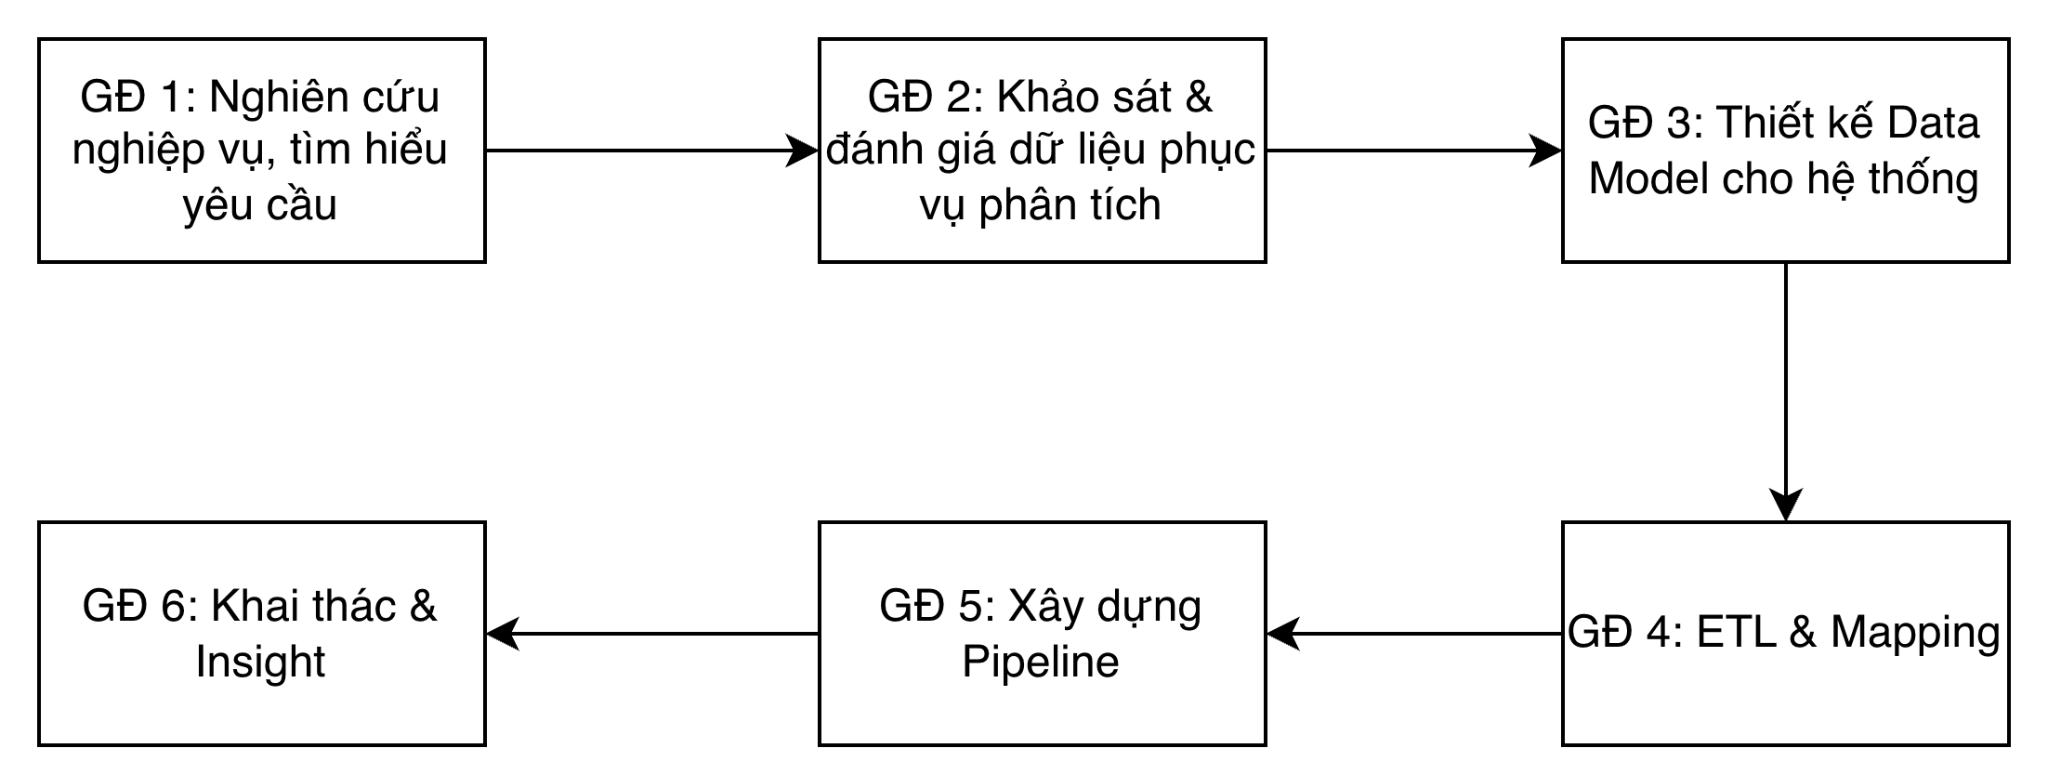 GĐ 1: Nghiên cứu
nghiệp vụ, tìm hiểu
yêu cầu
GĐ 2: Khảo sát &
đánh giá dữ liệu phục
vụ phân tích
GĐ 3: Thiết kế Data
Model cho hệ thống
GĐ 4: ETL & Mapping
GĐ 5: Xây dựng
Pipeline
GĐ 6: Khai thác &
Insight